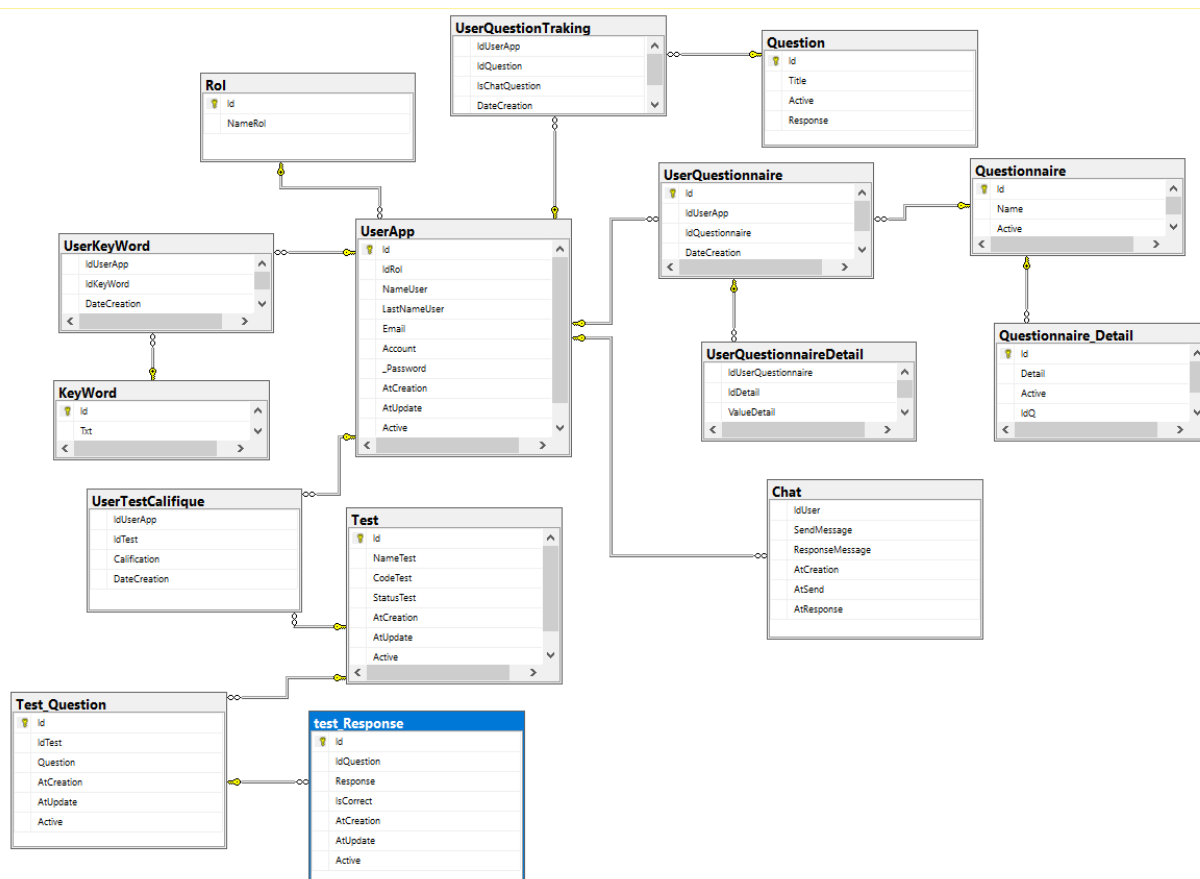 UserQuestionTraking
IdUserApp
IdQuestion
IsChatQuestion
DateCreation
Question
Id
Title
Active
Response
Rol
Id
NameRol
UserQuestionnaire
Id
IdUserApp
IdQuestionnaire
DateCreation
Questionnaire
Id
Name
Active
UserApp
Id
IdRol
NameUser
LastNameUser
Email
Account
_Password
AtCreation
AtUpdate
Active
UserKeyWord
IdUserApp
IdKeyWord
DateCreation
Questionnaire_Detail
Id
Detail
Active
IdQ
UserQuestionnaireDetail
IdUserQuestionnaire
IdDetail
ValueDetail
KeyWord
Id
Txt
UserTestCalifique
IdUserApp
IdTest
Calification
DateCreation
Test
Id
NameTest
CodeTest
StatusTest
AtCreation
AtUpdate
Active
Chat
IdUser
SendMessage
ResponseMessage
AtCreation
AtSend
AtResponse
Test_Question
Id
IdTest
Question
AtCreation
AtUpdate
Active
test_Response
Id
IdQuestion
Response
IsCorrect
AtCreation
AtUpdate
Active